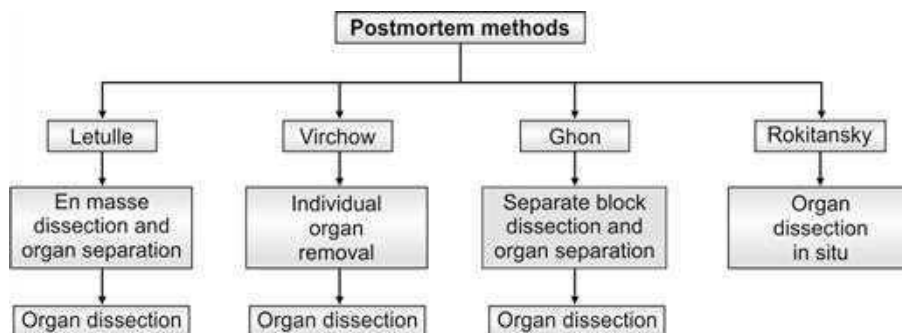 Postmortem methods
Letulle
Virchow
Ghon
Rokitansky
En masse
dissection and
organ separation
Individual
organ
removal
Separate block
dissection and
organ separation
Organ
dissection
in situ
Organ dissection
Organ dissection
Organ dissection